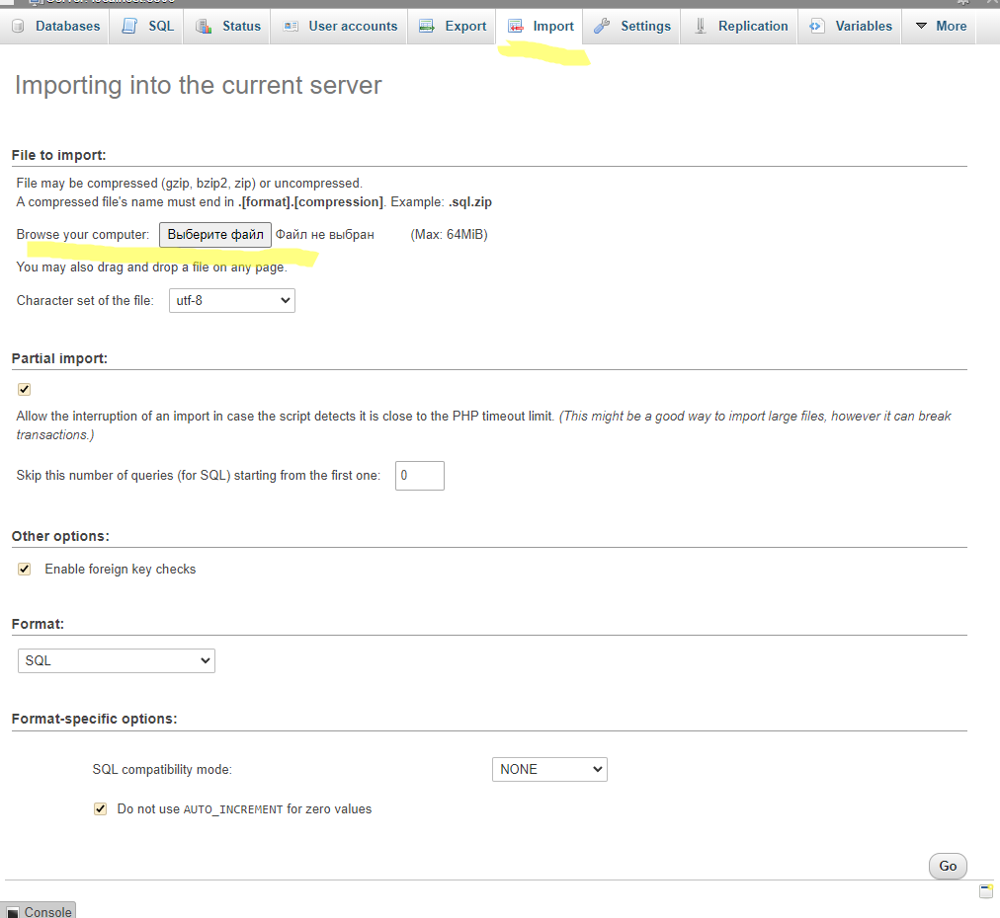 Databases SQL Status User accounts Export Import Settings Replication Variables More
Importing into the current server
File to import:
File may be compressed (gzip, bzip2, zip) or uncompressed.
A compressed file's name must end in .[format].[compression]. Example: .sql.zip
Browse your computer: Выберите файл Файл не выбран (Max: 64MiB)
You may also drag and drop a file on any page.
Character set of the file: utf-8
Partial import:
Allow the interruption of an import in case the script detects it is close to the PHP timeout limit. (This might be a good way to import large files, however it can break
transactions.)
Skip this number of queries (for SQL) starting from the first one: 0
Other options:
Enable foreign key checks
Format:
SQL
Format-specific options:
SQL compatibility mode: NONE
Do not use AUTO_INCREMENT for zero values
Go
Console